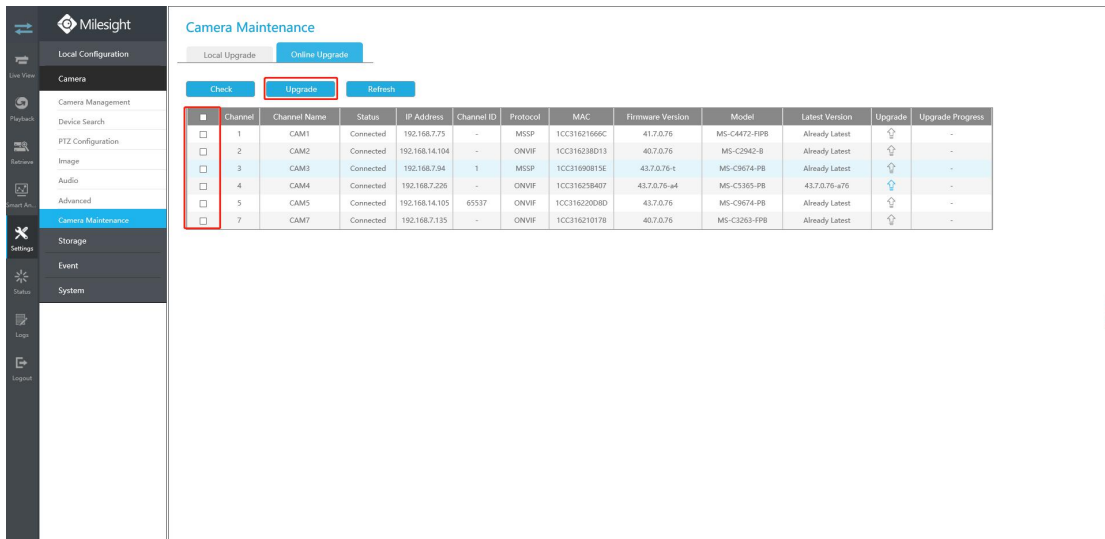 Milesight
Live View
Playback
Retrieve
Smart An...
Settings
Status
Logs
Logout
Local Configuration
Camera
Camera Management
Device Search
PTZ Configuration
Image
Audio
Advanced
Camera Maintenance
Storage
Event
System
Camera Maintenance
Local Upgrade Online Upgrade
Check Upgrade Refresh
Channel Channel Name Status IP Address Channel ID Protocol MAC Firmware Version Model Latest Version Upgrade Upgrade Progress
1 CAM1 Connected 192.168.7.75 - MSSP 1CC31621666C 41.7.0.76 MS-C4472-FIPB Already Latest -
2 CAM2 Connected 192.168.14.104 - ONVIF 1CC316238D13 40.7.0.76 MS-C2942-B Already Latest -
3 CAM3 Connected 192.168.7.94 1 MSSP 1CC31690815E 43.7.0.76-t MS-C9674-PB Already Latest -
4 CAM4 Connected 192.168.7.226 - ONVIF 1CC31625B407 43.7.0.76-a4 MS-C5365-PB 43.7.0.76-a76 -
5 CAM5 Connected 192.168.14.105 65537 ONVIF 1CC316220D8D 43.7.0.76 MS-C9674-PB Already Latest -
7 CAM7 Connected 192.168.7.135 - ONVIF 1CC316210178 40.7.0.76 MS-C3263-FPB Already Latest -